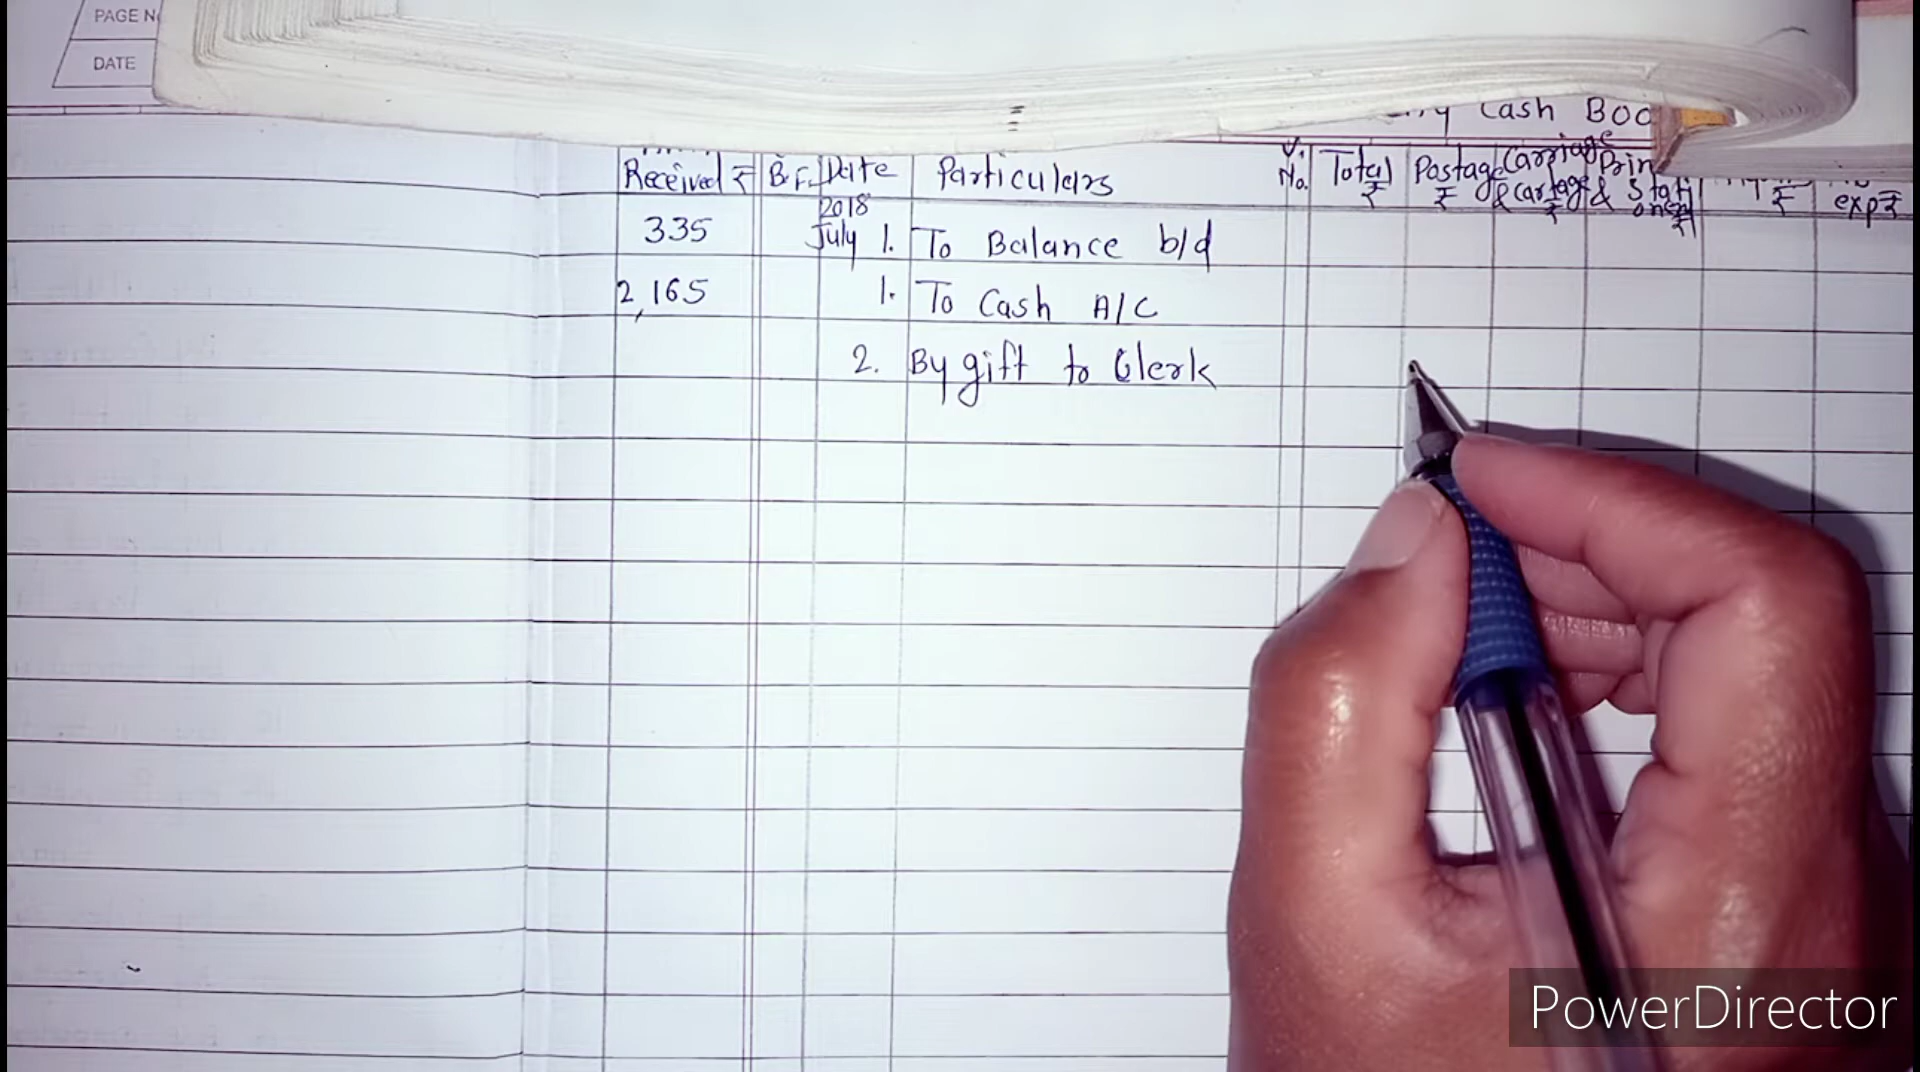 PAGE N
DATE
Cash Boo
Received ₹ B.F. Date Particulars V. No. Total ₹ Postage ₹ Carriage & Cartage ₹ Prin & Stationery ₹ ₹ exp ₹
335 2018 July 1. To Balance b/d
2,165 1. To Cash A/C
2. By gift to Clerk
PowerDirector